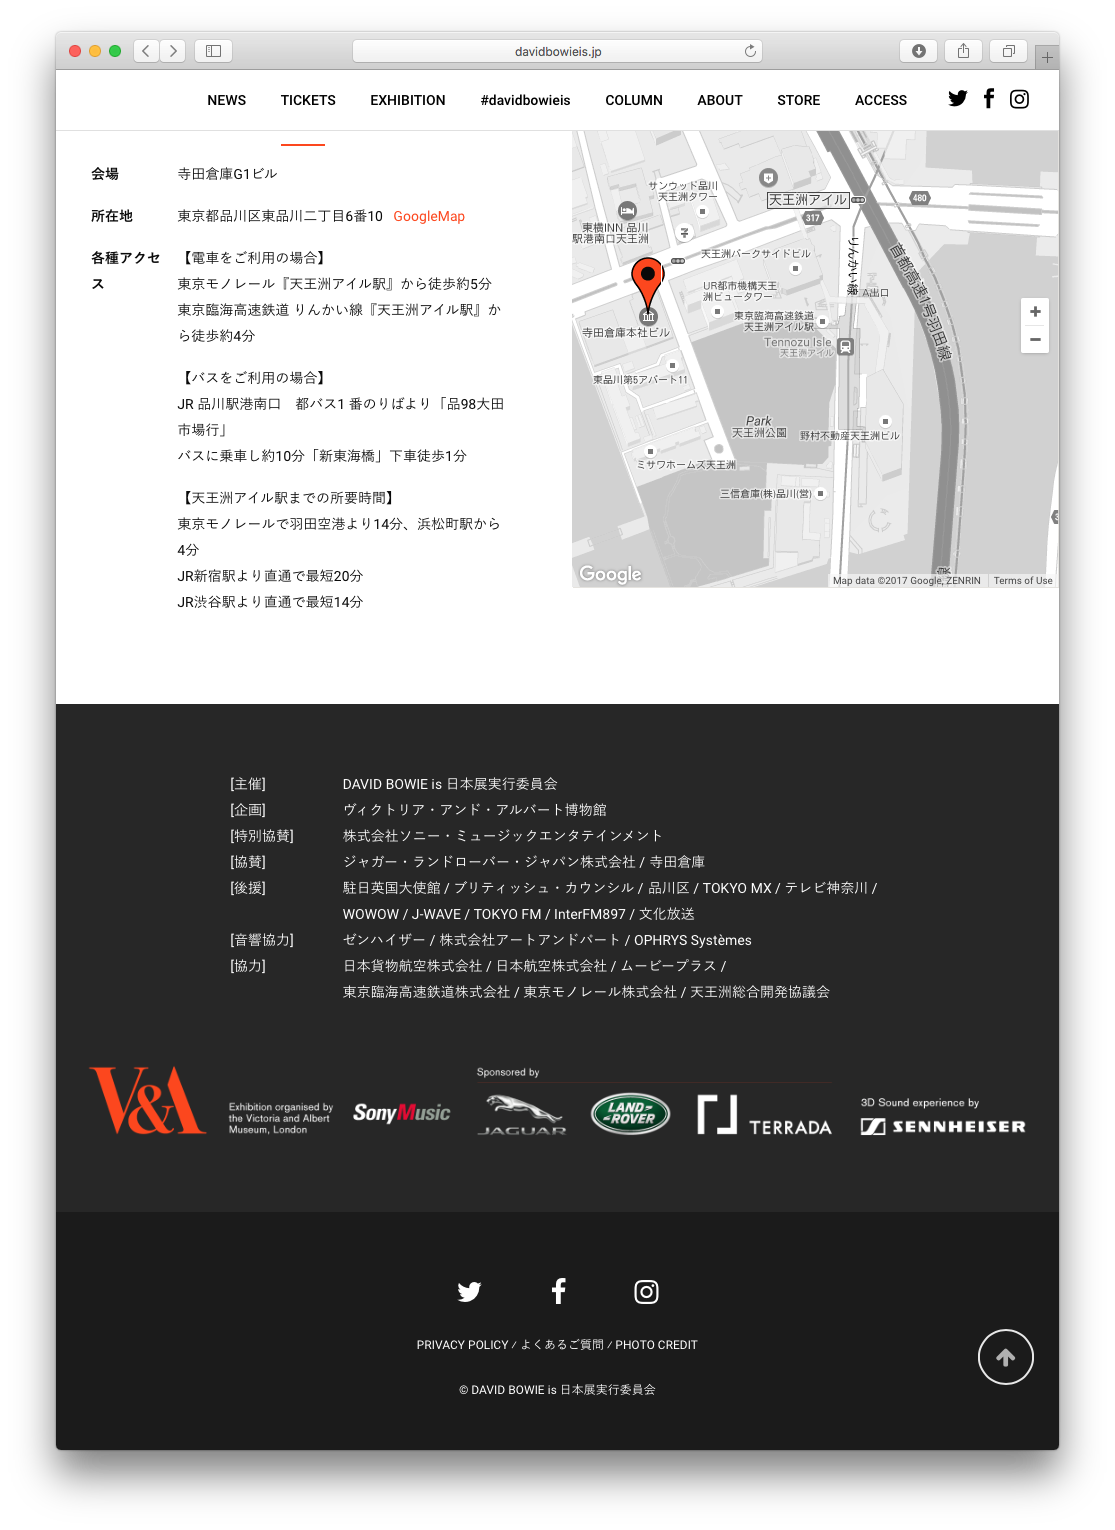 davidbowieis.jp
NEWS TICKETS EXHIBITION #davidbowieis COLUMN ABOUT STORE ACCESS
会場 寺田倉庫G1ビル
所在地 東京都品川区東品川二丁目6番10 GoogleMap
各種アクセス
【電車をご利用の場合】
東京モノレール『天王洲アイル駅』から徒歩約5分
東京臨海高速鉄道 りんかい線『天王洲アイル駅』か
ら徒歩約4分
【バスをご利用の場合】
JR 品川駅港南口　都バス1 番のりばより「品98大田
市場行」
バスに乗車し約10分「新東海橋」下車徒歩1分
【天王洲アイル駅までの所要時間】
東京モノレールで羽田空港より14分、浜松町駅から
4分
JR新宿駅より直通で最短20分
JR渋谷駅より直通で最短14分
サンウッド品川
天王洲タワー
天王洲アイル
480
317
東横INN 品川
駅港南口天王洲
天王洲パークサイドビル
りんかい線
首都高速1号羽田線
A出口
UR都市機構天王
洲ビュータワー
東京臨海高速鉄道
天王洲アイル駅
寺田倉庫本社ビル
Tennozu Isle
天王洲アイル
東品川第5アパート11
Park
天王洲公園
野村不動産天王洲ビル
ミサワホームズ天王洲
三信倉庫(株)品川(営)
Google
Map data ©2017 Google, ZENRIN Terms of Use
[主催] DAVID BOWIE is 日本展実行委員会
[企画] ヴィクトリア・アンド・アルバート博物館
[特別協賛] 株式会社ソニー・ミュージックエンタテインメント
[協賛] ジャガー・ランドローバー・ジャパン株式会社 / 寺田倉庫
[後援] 駐日英国大使館 / ブリティッシュ・カウンシル / 品川区 / TOKYO MX / テレビ神奈川 /
WOWOW / J-WAVE / TOKYO FM / InterFM897 / 文化放送
[音響協力] ゼンハイザー / 株式会社アートアンドパート / OPHRYS Systèmes
[協力] 日本貨物航空株式会社 / 日本航空株式会社 / ムービープラス /
東京臨海高速鉄道株式会社 / 東京モノレール株式会社 / 天王洲総合開発協議会
V&A
Exhibition organised by
the Victoria and Albert
Museum, London
Sony Music
Sponsored by
JAGUAR
LAND ROVER
TERRADA
3D Sound experience by
SENNHEISER
PRIVACY POLICY / よくあるご質問 / PHOTO CREDIT
© DAVID BOWIE is 日本展実行委員会